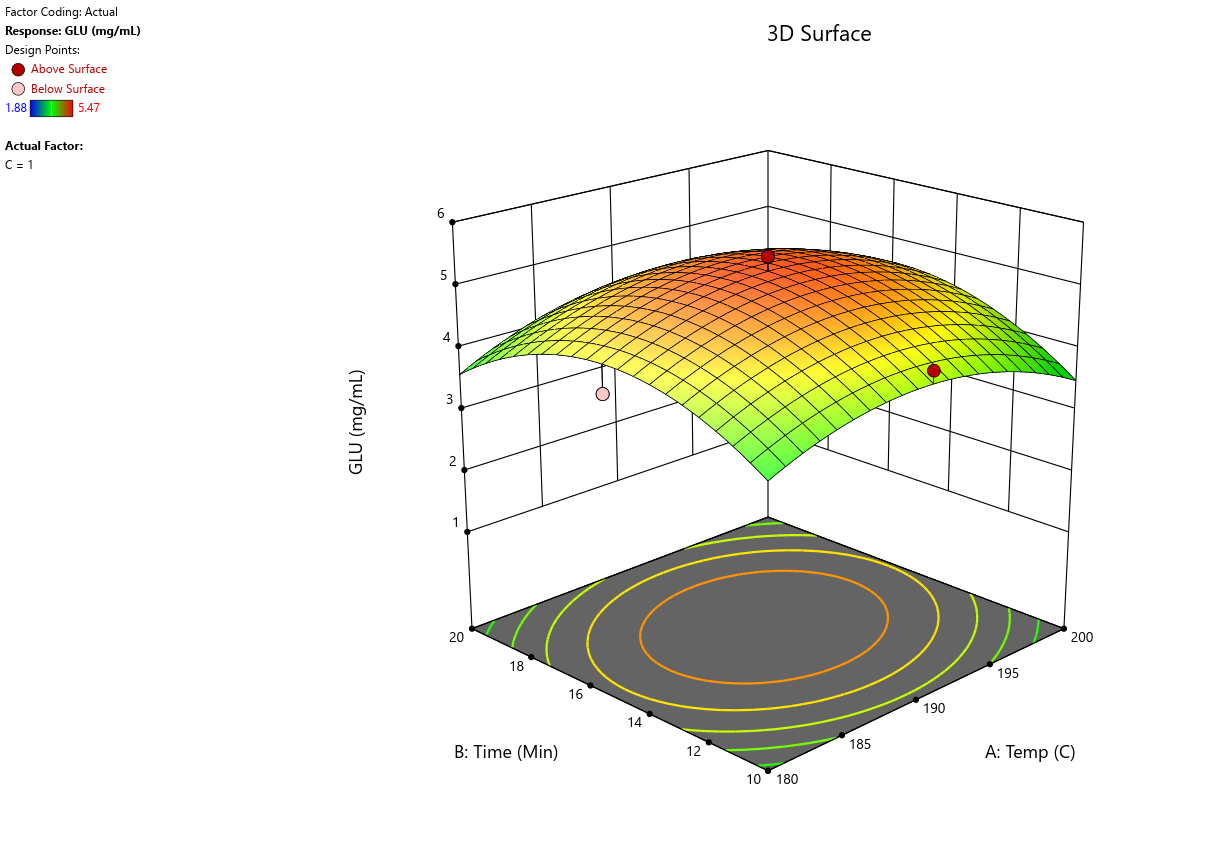 Factor Coding: Actual
3D Surface
Response: GLU (mg/mL)
Design Points:
Above Surface
Below Surface
1.88 5.47
Actual Factor:
C = 1
6
5
4
3
2
1
GLU (mg/mL)
20
18
16
14
12
10
B: Time (Min)
180
185
190
195
200
A: Temp (C)